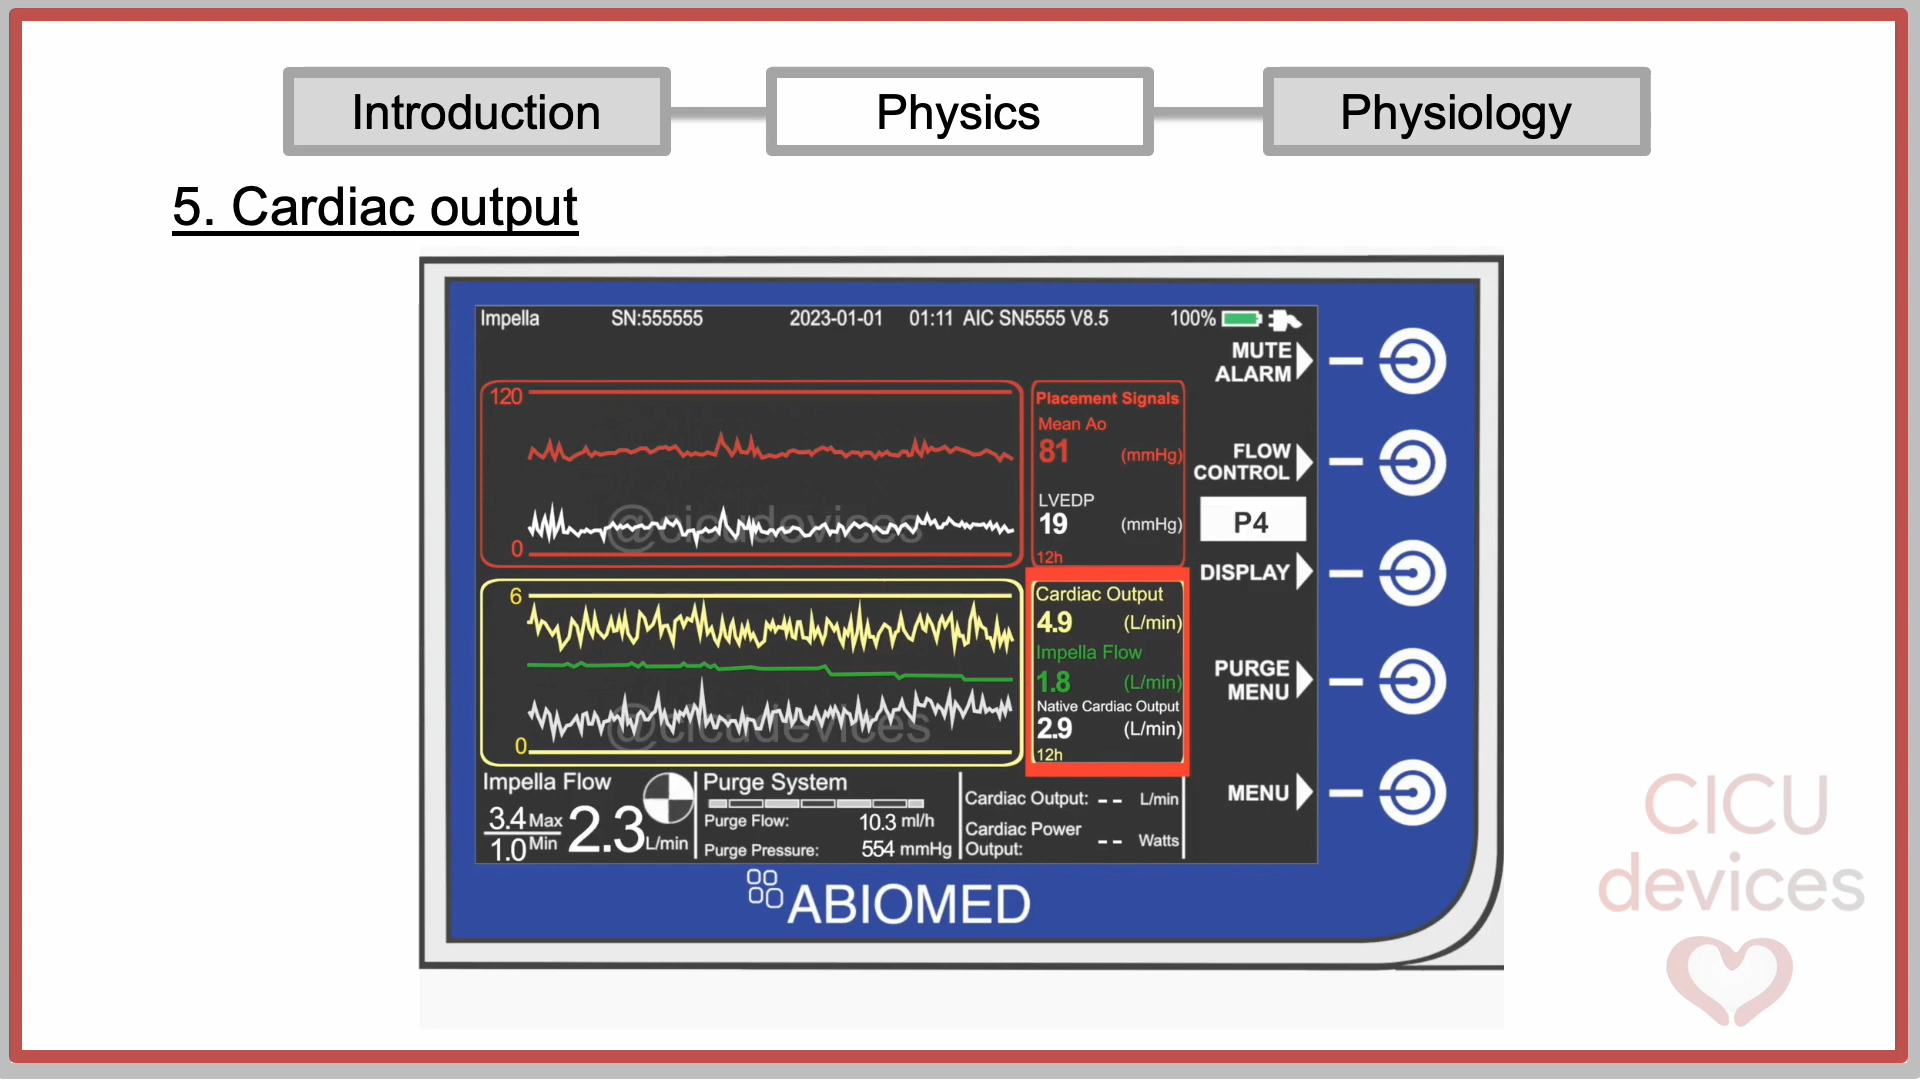 Introduction
Physics
Physiology
5. Cardiac output
Impella SN:555555 2023-01-01 01:11 AIC SN5555 V8.5 100%
MUTE
ALARM
120
0
@cicudevices
Placement Signals
Mean Ao
81 (mmHg)
LVEDP
19 (mmHg)
12h
FLOW
CONTROL
P4
DISPLAY
6
0
@cicudevices
Cardiac Output
4.9 (L/min)
Impella Flow
1.8 (L/min)
Native Cardiac Output
2.9 (L/min)
12h
PURGE
MENU
MENU
Impella Flow
3.4 Max
1.0 Min
2.3 L/min
Purge System
Purge Flow: 10.3 ml/h
Purge Pressure: 554 mmHg
Cardiac Output: -- L/min
Cardiac Power
Output: -- Watts
ABIOMED
CICU
devices